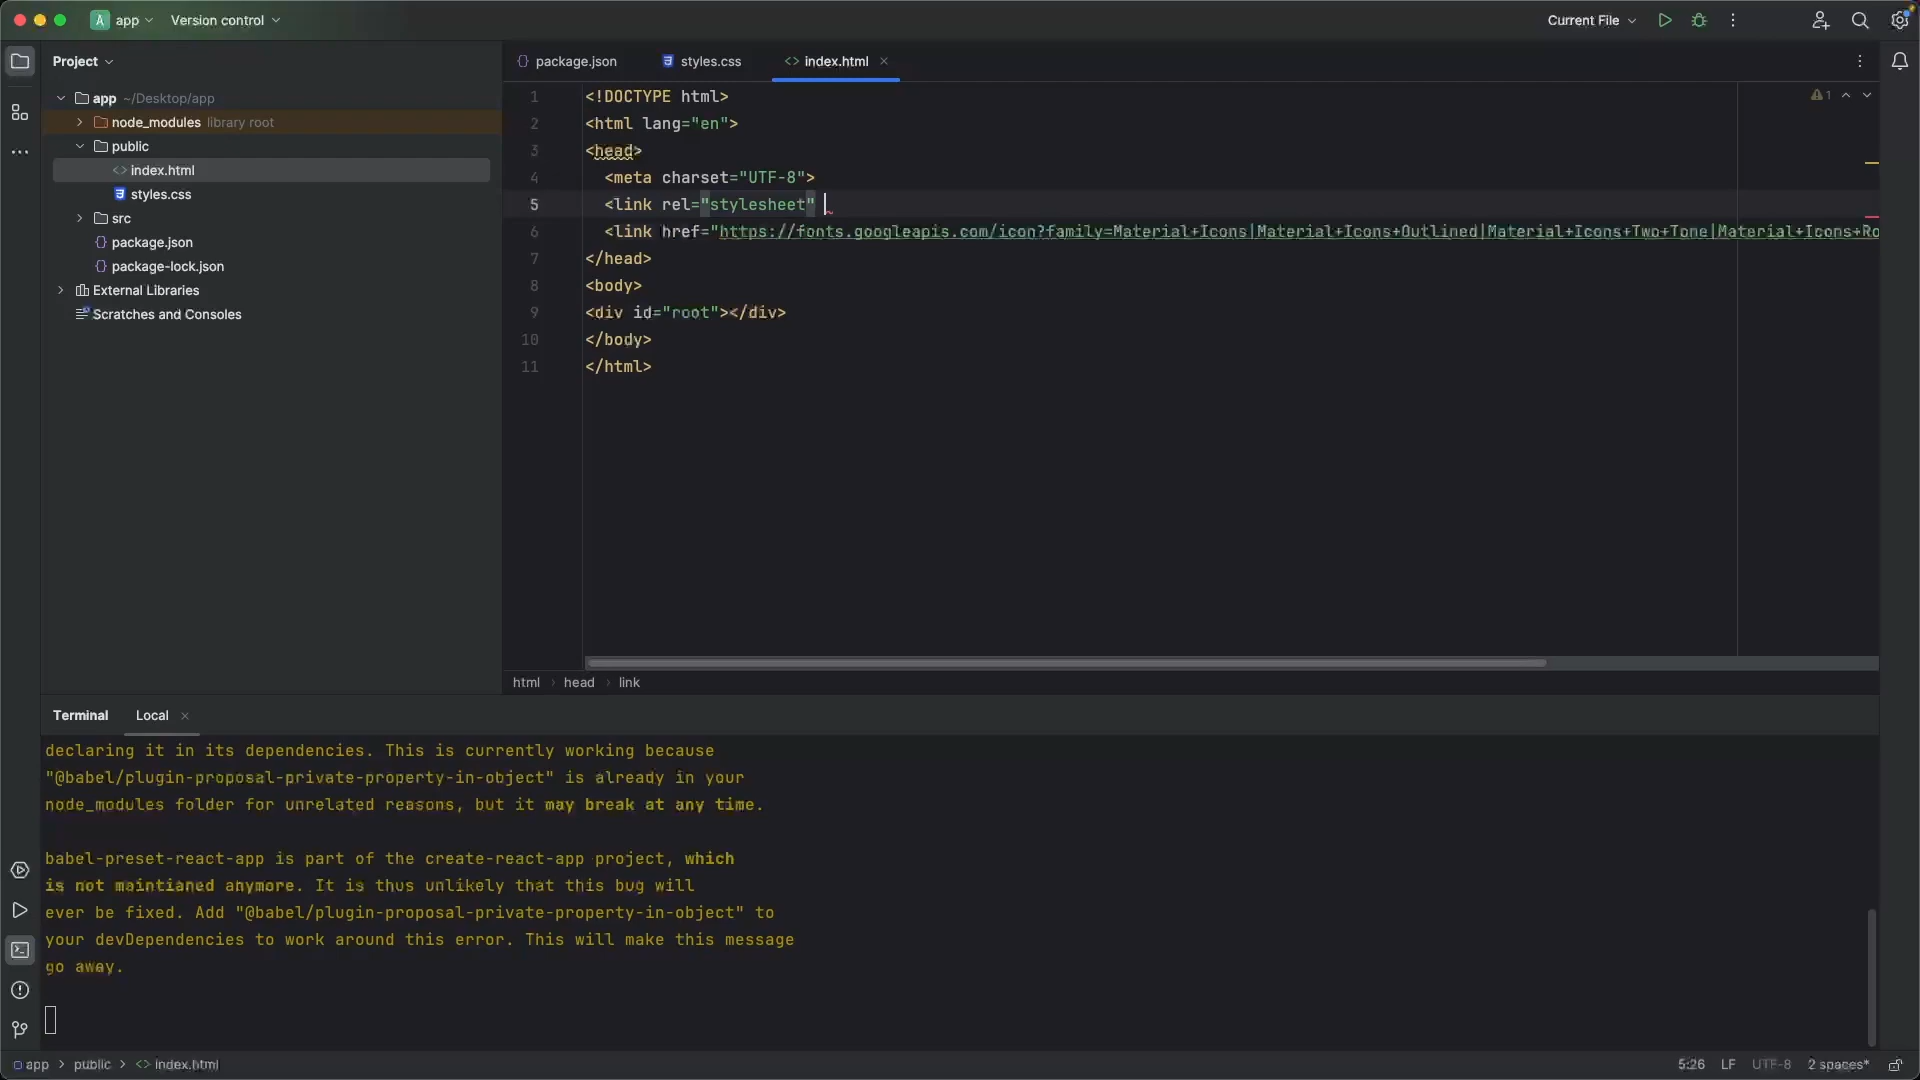 app
Version control
Current File
Project
package.json
styles.css
index.html
app ~/Desktop/app
node_modules library root
public
index.html
styles.css
src
package.json
package-lock.json
External Libraries
Scratches and Consoles
1 <!DOCTYPE html>
2 <html lang="en">
3 <head>
4 <meta charset="UTF-8">
5 <link rel="stylesheet"
6 <link href="https://fonts.googleapis.com/icon?family=Material+Icons|Material+Icons+Outlined|Material+Icons+Two+Tone|Material+Icons+Ro
7 </head>
8 <body>
9 <div id="root"></div>
10 </body>
11 </html>
1
html > head > link
Terminal
Local
declaring it in its dependencies. This is currently working because
"@babel/plugin-proposal-private-property-in-object" is already in your
node_modules folder for unrelated reasons, but it may break at any time.
babel-preset-react-app is part of the create-react-app project, which
is not maintianed anymore. It is thus unlikely that this bug will
ever be fixed. Add "@babel/plugin-proposal-private-property-in-object" to
your devDependencies to work around this error. This will make this message
go away.
app > public > index.html
5:26 LF UTF-8 2 spaces*